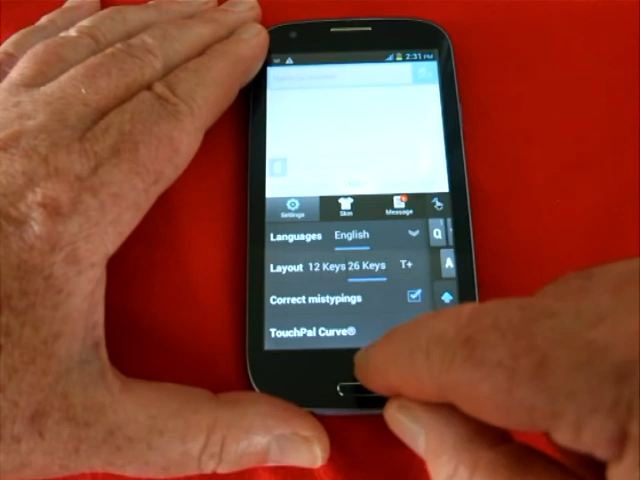 2:31 PM
Settings Skin Message
Languages English Q
Layout 12 Keys 26 Keys T+ A
Correct mistypings
TouchPal Curve®